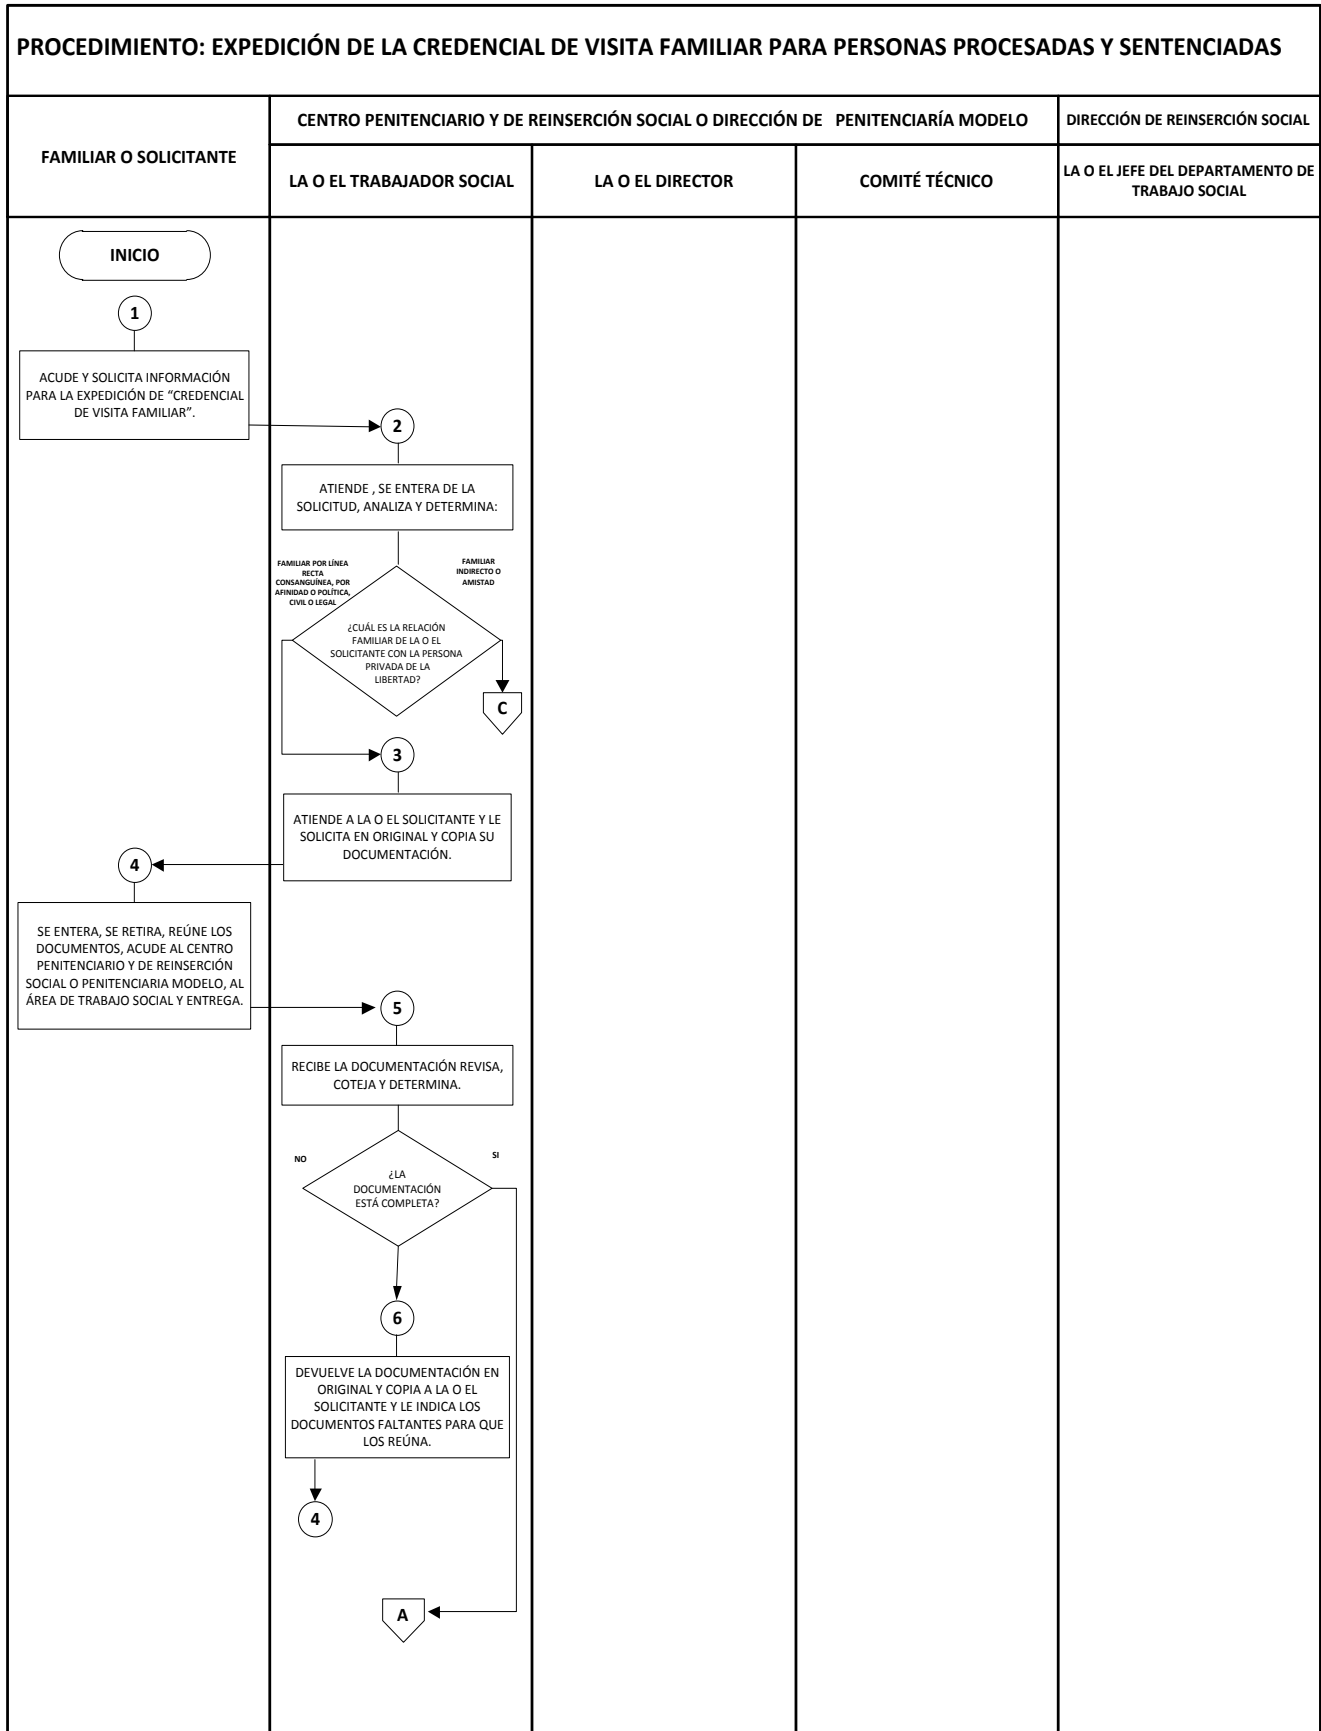 PROCEDIMIENTO: EXPEDICIÓN DE LA CREDENCIAL DE VISITA FAMILIAR PARA PERSONAS PROCESADAS Y SENTENCIADAS
FAMILIAR O SOLICITANTE
CENTRO PENITENCIARIO Y DE REINSERCIÓN SOCIAL O DIRECCIÓN DE PENITENCIARÍA MODELO
DIRECCIÓN DE REINSERCIÓN SOCIAL
LA O EL TRABAJADOR SOCIAL
LA O EL DIRECTOR
COMITÉ TÉCNICO
LA O EL JEFE DEL DEPARTAMENTO DE
TRABAJO SOCIAL
INICIO
1
ACUDE Y SOLICITA INFORMACIÓN
PARA LA EXPEDICIÓN DE “CREDENCIAL
DE VISITA FAMILIAR”.
2
ATIENDE , SE ENTERA DE LA
SOLICITUD, ANALIZA Y DETERMINA:
FAMILIAR POR LÍNEA
RECTA
CONSANGUÍNEA, POR
AFINIDAD O POLÍTICA,
CIVIL O LEGAL
FAMILIAR
INDIRECTO O
AMISTAD
¿CUÁL ES LA RELACIÓN
FAMILIAR DE LA O EL
SOLICITANTE CON LA PERSONA
PRIVADA DE LA
LIBERTAD?
C
3
ATIENDE A LA O EL SOLICITANTE Y LE
SOLICITA EN ORIGINAL Y COPIA SU
DOCUMENTACIÓN.
4
SE ENTERA, SE RETIRA, REÚNE LOS
DOCUMENTOS, ACUDE AL CENTRO
PENITENCIARIO Y DE REINSERCIÓN
SOCIAL O PENITENCIARIA MODELO, AL
ÁREA DE TRABAJO SOCIAL Y ENTREGA.
5
RECIBE LA DOCUMENTACIÓN REVISA,
COTEJA Y DETERMINA.
NO
SI
¿LA
DOCUMENTACIÓN
ESTÁ COMPLETA?
6
DEVUELVE LA DOCUMENTACIÓN EN
ORIGINAL Y COPIA A LA O EL
SOLICITANTE Y LE INDICA LOS
DOCUMENTOS FALTANTES PARA QUE
LOS REÚNA.
4
A